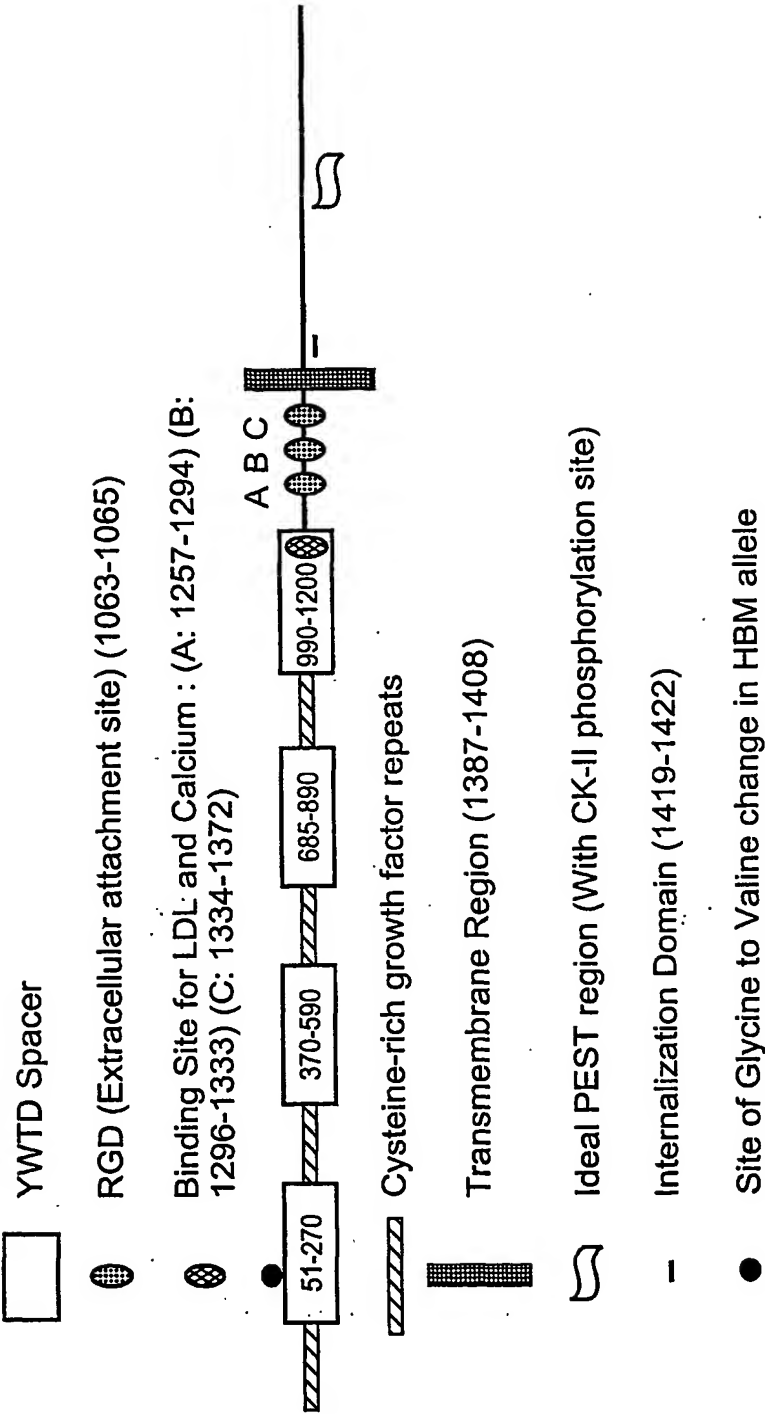 YWTD Spacer
RGD (Extracellular attachment site) (1063-1065)
Binding Site for LDL and Calcium : (A: 1257-1294) (B:
1296-1333) (C: 1334-1372)
A B C
51-270
370-590
685-890
990-1200
Cysteine-rich growth factor repeats
Transmembrane Region (1387-1408)
Ideal PEST region (With CK-II phosphorylation site)
Internalization Domain (1419-1422)
Site of Glycine to Valine change in HBM allele